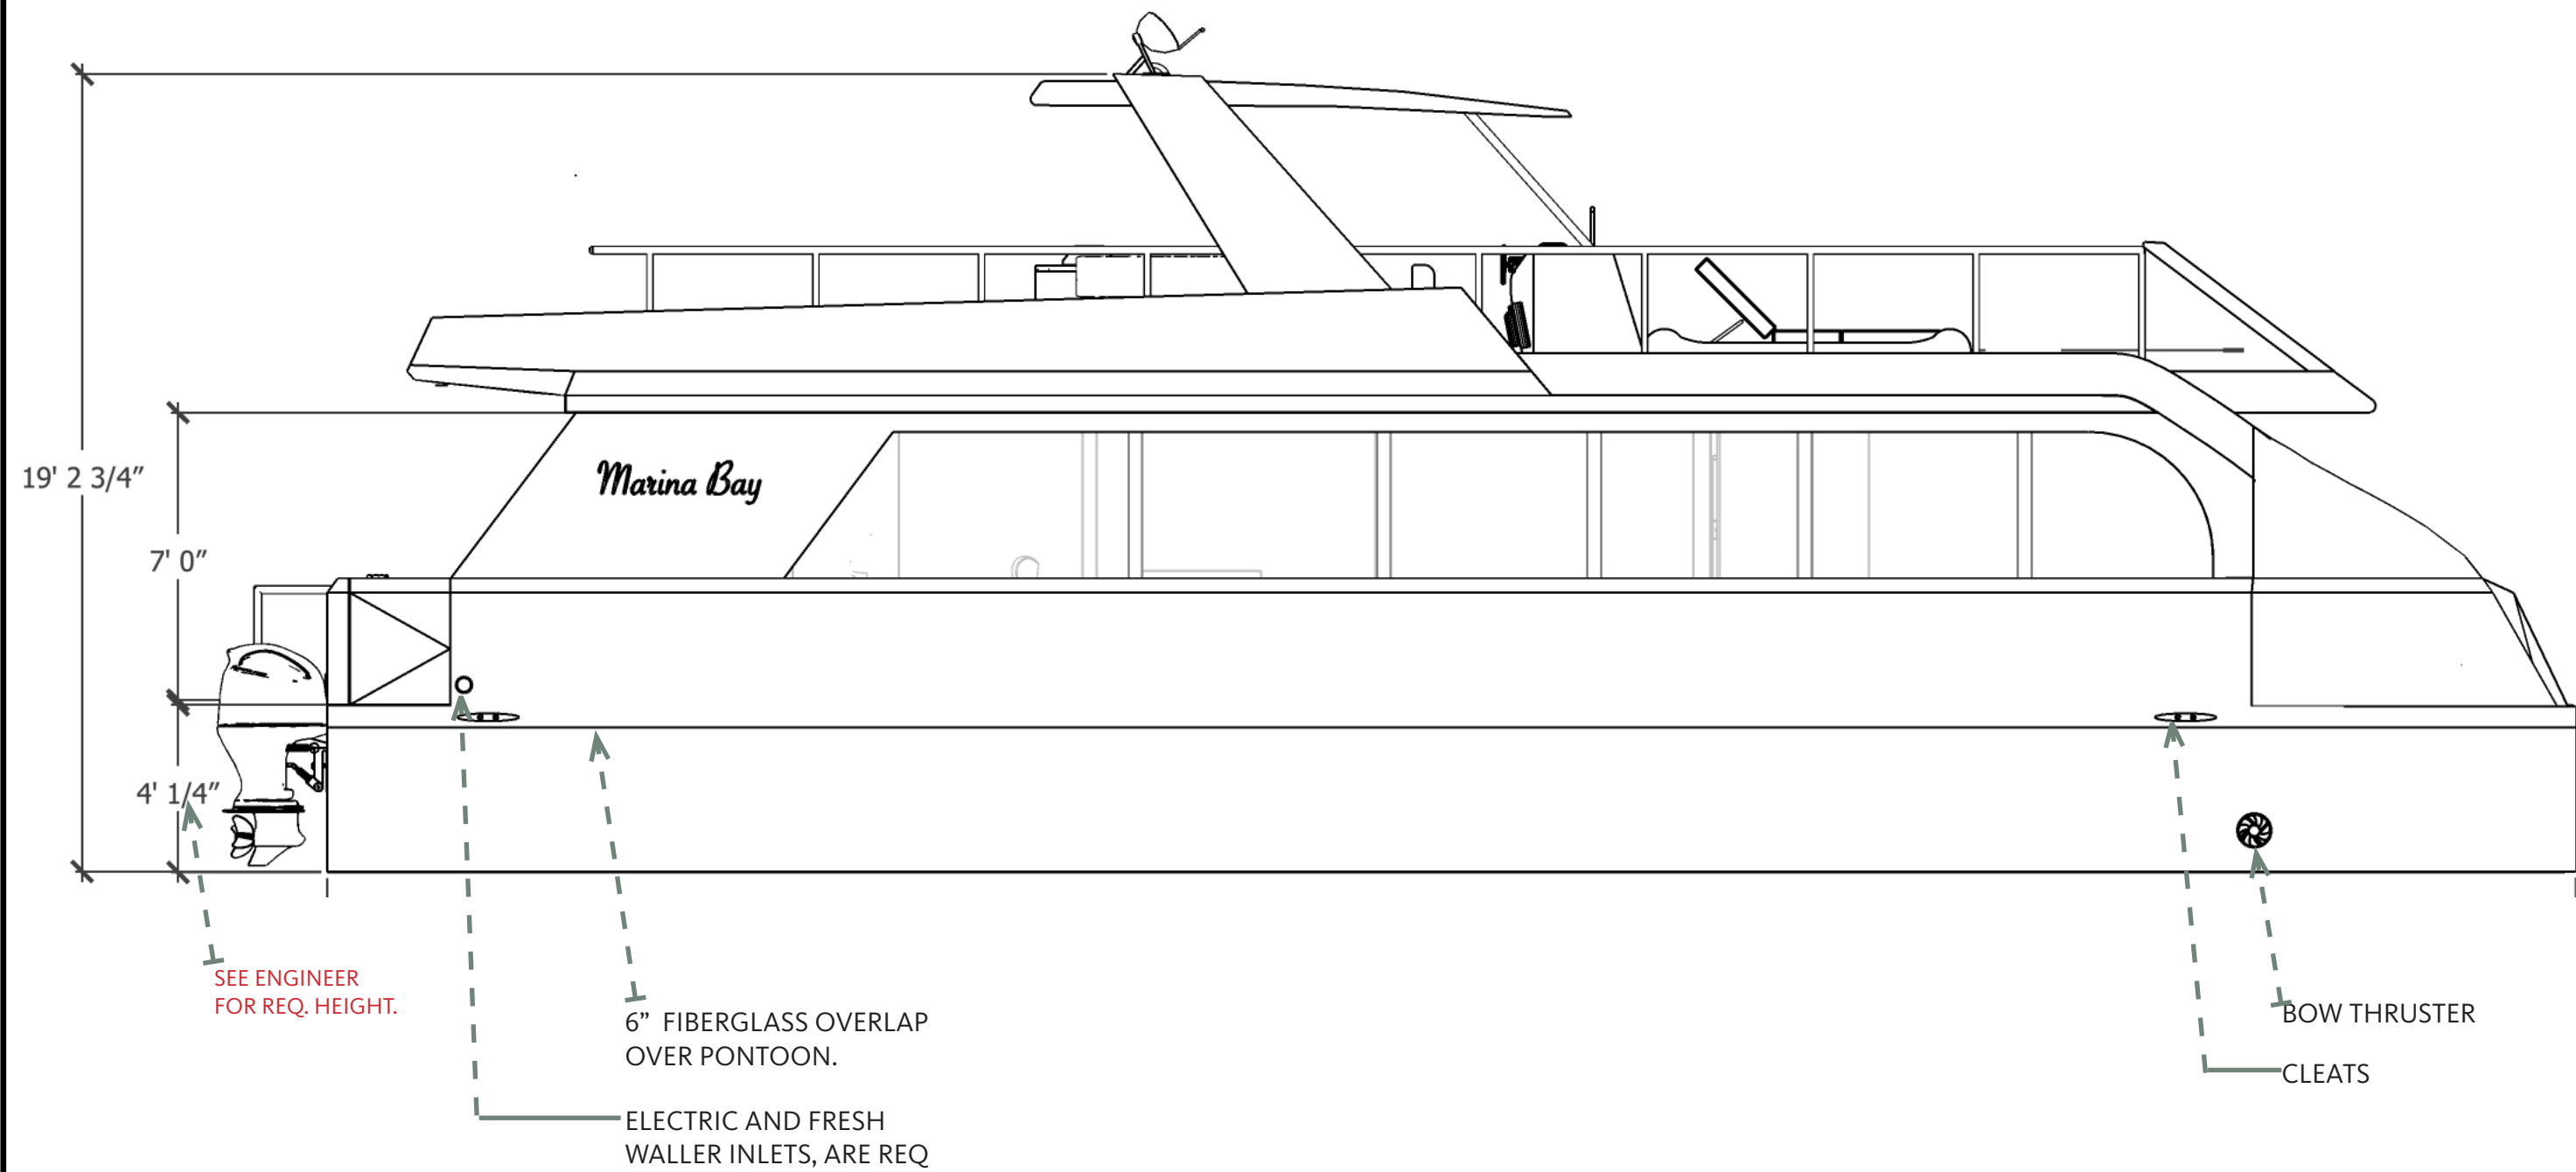 19' 2 3/4”
Marina Bay
7' 0”
4' 1/4”
SEE ENGINEER
FOR REQ. HEIGHT.
6”  FIBERGLASS OVERLAP
OVER PONTOON.
BOW THRUSTER
CLEATS
ELECTRIC AND FRESH
WALLER INLETS, ARE REQ